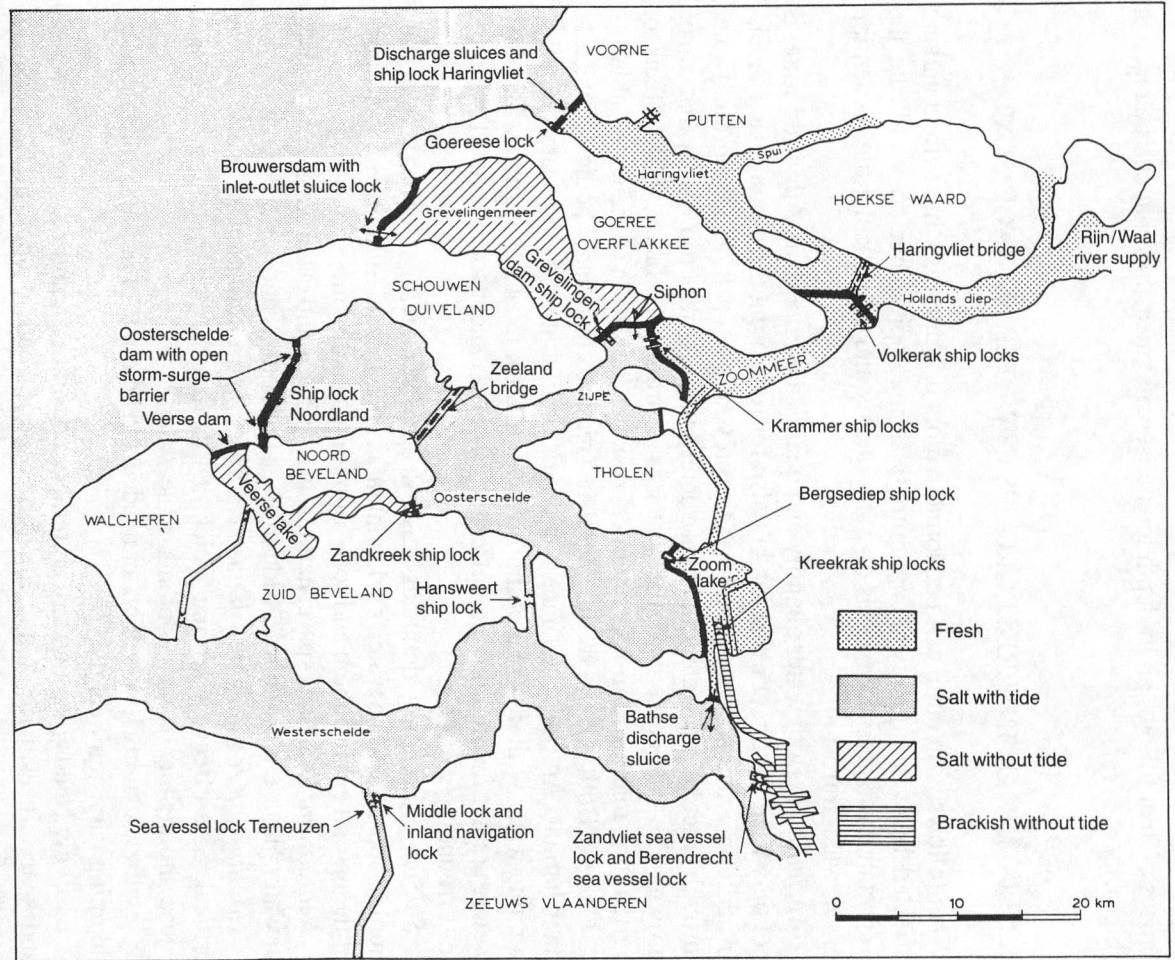 VOORNE
Discharge sluices and
ship lock Haringvliet
PUTTEN
Goereese lock
Spui
Haringvliet
Brouwersdam with
inlet-outlet sluice lock
HOEKSE WAARD
Grevelingenmeer
GOEREE
OVERFLAKKEE
Haringvliet bridge
Rijn/Waal
river supply
Grevelingen
dam ship lock
Siphon
SCHOUWEN
DUIVELAND
Hollands diep
Oosterschelde-
dam with open
storm-surge
barrier
Volkerak ship locks
ZOOMMEER
Zeeland
bridge
Ship lock
Noordland
ZIJPE
Veerse dam
Krammer ship locks
NOORD
BEVELAND
THOLEN
Veerse lake
Oosterschelde
Bergsediep ship lock
WALCHEREN
Zandkreek ship lock
Zoom
lake
Kreekrak ship locks
ZUID BEVELAND
Hansweert
ship lock
Fresh
Salt with tide
Bathse
discharge
sluice
Westerschelde
Salt without tide
Sea vessel lock Terneuzen
Middle lock and
inland navigation
lock
Zandvliet sea vessel
lock and Berendrecht
sea vessel lock
Brackish without tide
ZEEUWS VLAANDEREN
0 10 20 km